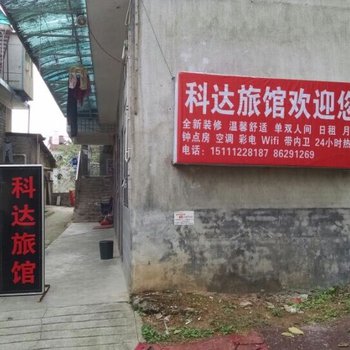 科达旅馆欢迎您
全新装修 温馨舒适 单双人间 日租 月
钟点房 空调 彩电 Wifi 带内卫 24小时热
电话：15111228187 86291269
科达旅馆